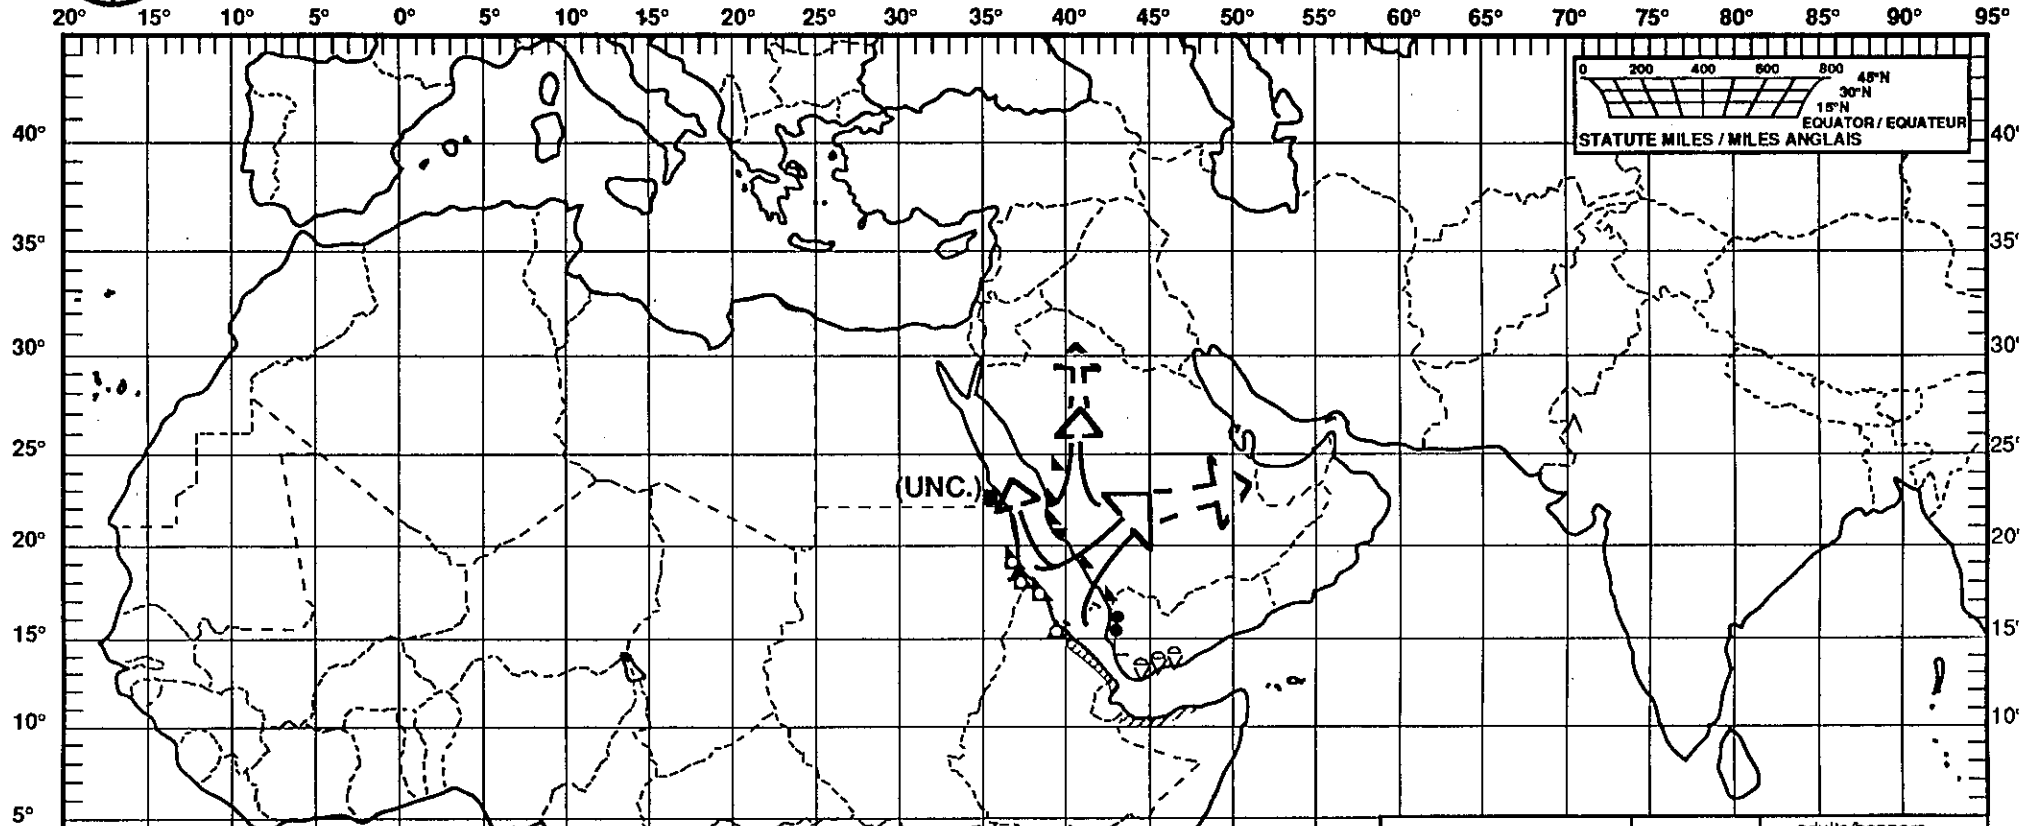 20° 15° 10° 5° 0° 5° 10° 15° 20° 25° 30° 35° 40° 45° 50° 55° 60° 65° 70° 75° 80° 85° 90° 95°
0 200 400 600 800
45°N
30°N
15°N
EQUATOR / EQUATEUR
STATUTE MILES / MILES ANGLAIS
40° 40°
35° 35°
30° 30°
25° 25°
(UNC.)
20° 20°
15° 15°
10° 10°
5°